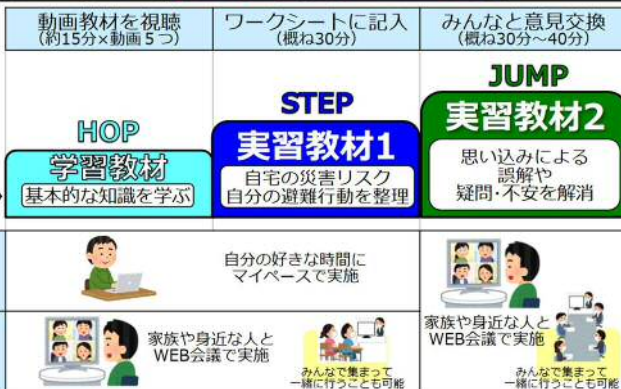 動画教材を視聴
(約15分×動画５つ)
ワークシートに記入
(概ね30分)
みんなと意見交換
(概ね30分～40分)
HOP
学習教材
基本的な知識を学ぶ
STEP
実習教材1
自宅の災害リスク
自分の避難行動を整理
JUMP
実習教材2
思い込みによる
誤解や
疑問・不安を解消
自分の好きな時間に
マイペースで実施
家族や身近な人と
WEB会議で実施
みんなで集まって
一緒に行うことも可能
家族や身近な人と
WEB会議で実施
みんなで集まって
一緒に行うことも可能